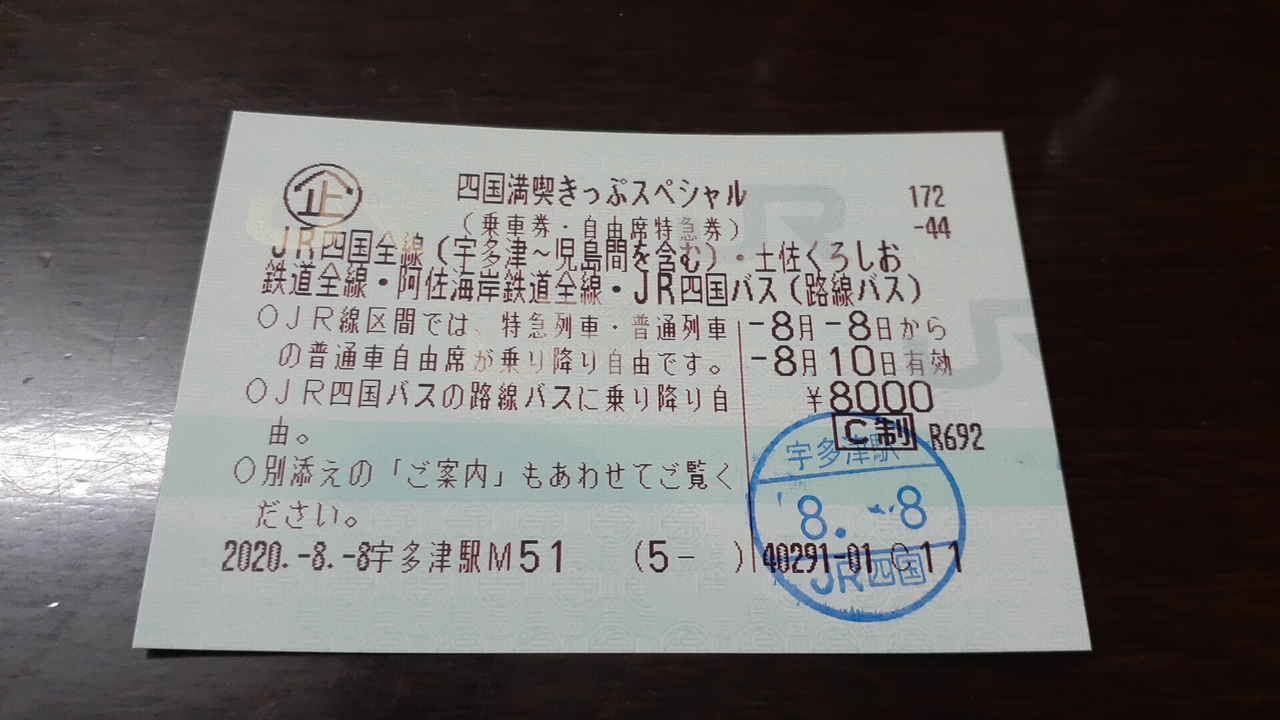 企 四国満喫きっぷスペシャル 172
(乗車券・自由席特急券) -44
JR四国全線(宇多津~児島間を含む)・土佐くろしお
鉄道全線・阿佐海岸鉄道全線・JR四国バス(路線バス)
○JR線区間では、特急列車・普通列車 -8月-8日から
の普通車自由席が乗り降り自由です。 -8月10日有効
○JR四国バスの路線バスに乗り降り自 ¥8000
由。 C制 R692
○別添えの「ご案内」もあわせてご覧く
ださい。
2020.-8.-8宇多津駅M51 (5- ) 40291-01 C11
宇多津駅
8.-8
JR四国
JR
JR